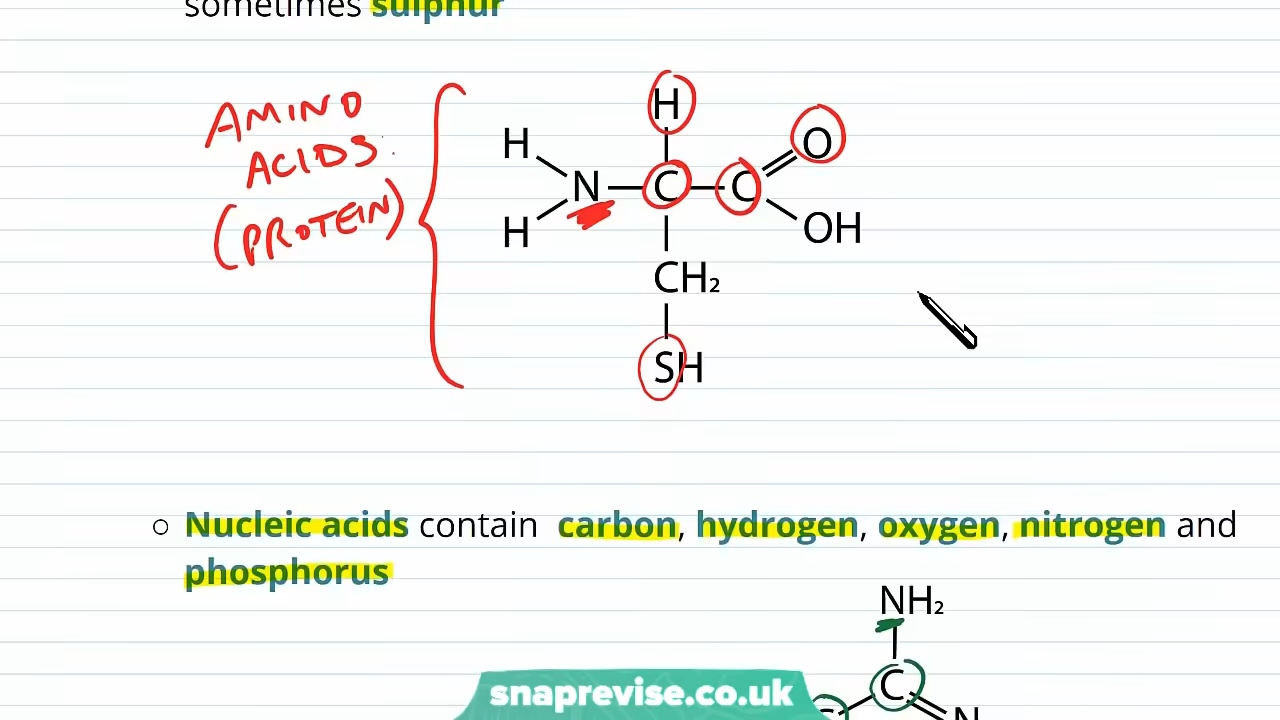 sometimes sulphur
AMINO
ACIDS
(PROTEIN)
H
H O
N C C
H OH
CH₂
SH
Nucleic acids contain carbon, hydrogen, oxygen, nitrogen and
phosphorus
NH₂
C
N
snaprevise.co.uk